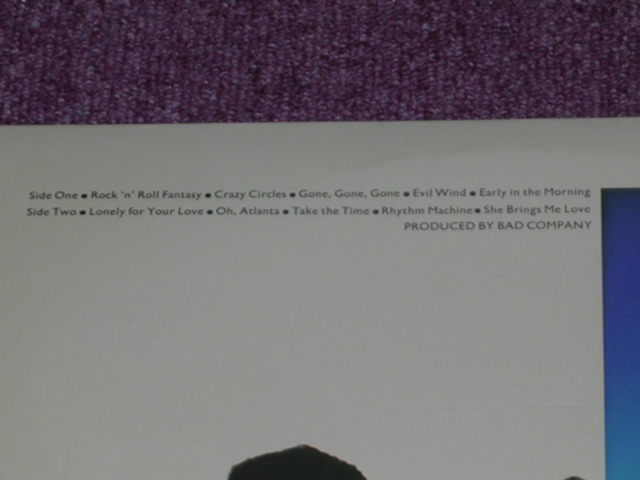 Side One • Rock 'n' Roll Fantasy • Crazy Circles • Gone, Gone, Gone • Evil Wind • Early in the Morning
Side Two • Lonely for Your Love • Oh, Atlanta • Take the Time • Rhythm Machine • She Brings Me Love
PRODUCED BY BAD COMPANY